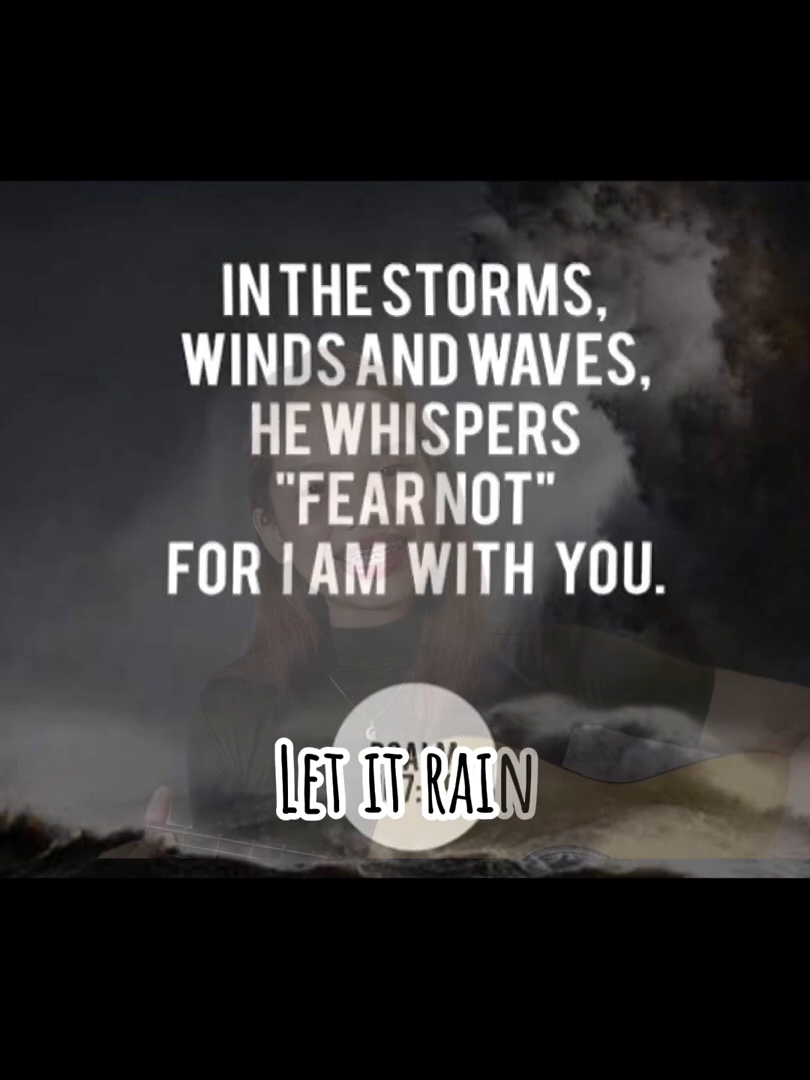 IN THE STORMS,
WINDS AND WAVES,
HE WHISPERS
"FEAR NOT"
FOR I AM WITH YOU.
LET IT RAIN